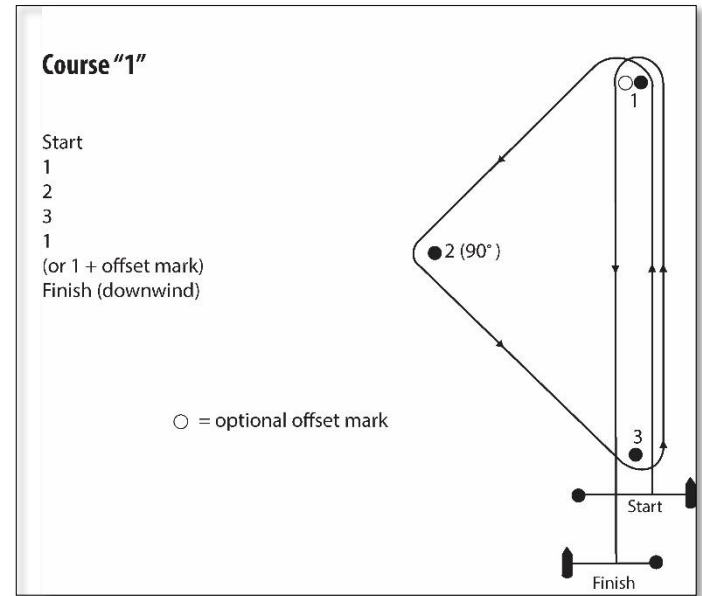 Course “1”
Start
1
2
3
1
(or 1 + offset mark)
Finish (downwind)
1
2 (90°)
= optional offset mark
3
Start
Finish